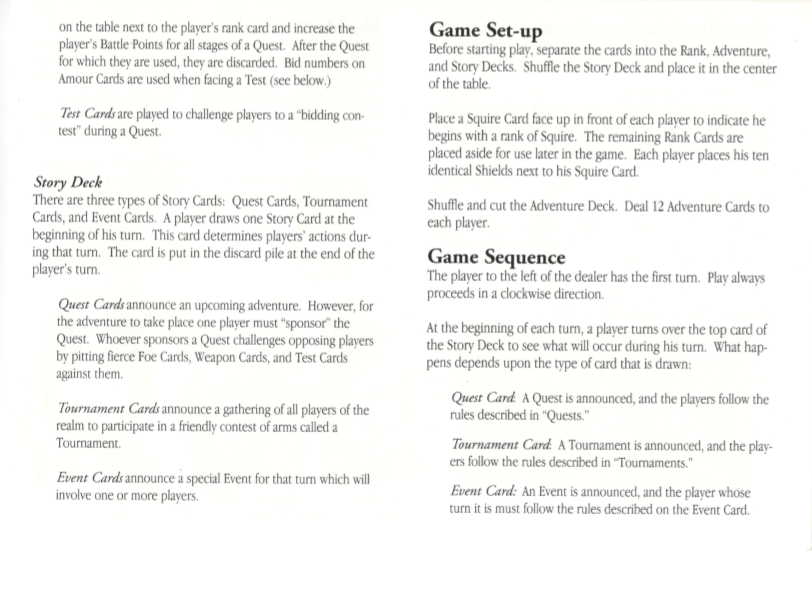 on the table next to the player's rank card and increase the
player's Battle Points for all stages of a Quest. After the Quest
for which they are used, they are discarded. Bid numbers on
Amour Cards are used when facing a Test (see below.)
Test Cards are played to challenge players to a "bidding con-
test" during a Quest.
Story Deck
There are three types of Story Cards: Quest Cards, Tournament
Cards, and Event Cards. A player draws one Story Card at the
beginning of his turn. This card determines players' actions dur-
ing that turn. The card is put in the discard pile at the end of the
player's turn.
Quest Cards announce an upcoming adventure. However, for
the adventure to take place one player must "sponsor" the
Quest. Whoever sponsors a Quest challenges opposing players
by pitting fierce Foe Cards, Weapon Cards, and Test Cards
against them.
Tournament Cards announce a gathering of all players of the
realm to participate in a friendly contest of arms called a
Tournament.
Event Cards announce a special Event for that turn which will
involve one or more players.
Game Set-up
Before starting play, separate the cards into the Rank, Adventure,
and Story Decks. Shuffle the Story Deck and place it in the center
of the table.
Place a Squire Card face up in front of each player to indicate he
begins with a rank of Squire. The remaining Rank Cards are
placed aside for use later in the game. Each player places his ten
identical Shields next to his Squire Card.
Shuffle and cut the Adventure Deck. Deal 12 Adventure Cards to
each player.
Game Sequence
The player to the left of the dealer has the first turn. Play always
proceeds in a clockwise direction.
At the beginning of each turn, a player turns over the top card of
the Story Deck to see what will occur during his turn. What hap-
pens depends upon the type of card that is drawn:
Quest Card: A Quest is announced, and the players follow the
rules described in "Quests."
Tournament Card: A Tournament is announced, and the play-
ers follow the rules described in "Tournaments."
Event Card: An Event is announced, and the player whose
turn it is must follow the rules described on the Event Card.